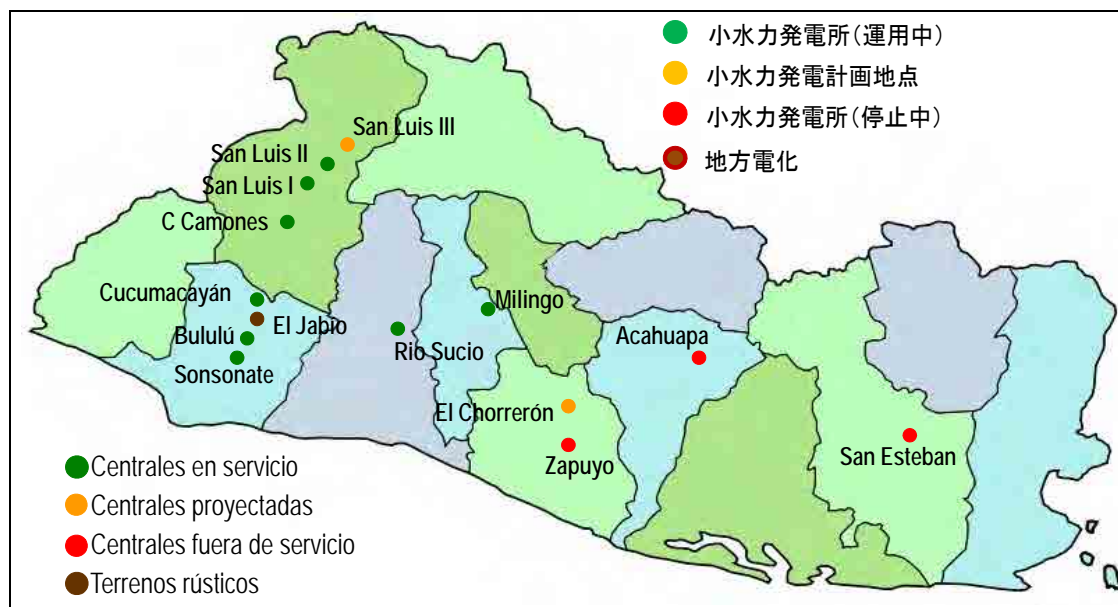 小水力発電所（運用中）
小水力発電計画地点
小水力発電所（停止中）
地方電化
San Luis III
San Luis II
San Luis I
C Camones
Cucumacayán
El Jabio
Bululú
Sonsonate
Rio Sucio
Milingo
Acahuapa
El Chorrerón
Zapuyo
San Esteban
Centrales en servicio
Centrales proyectadas
Centrales fuera de servicio
Terrenos rústicos